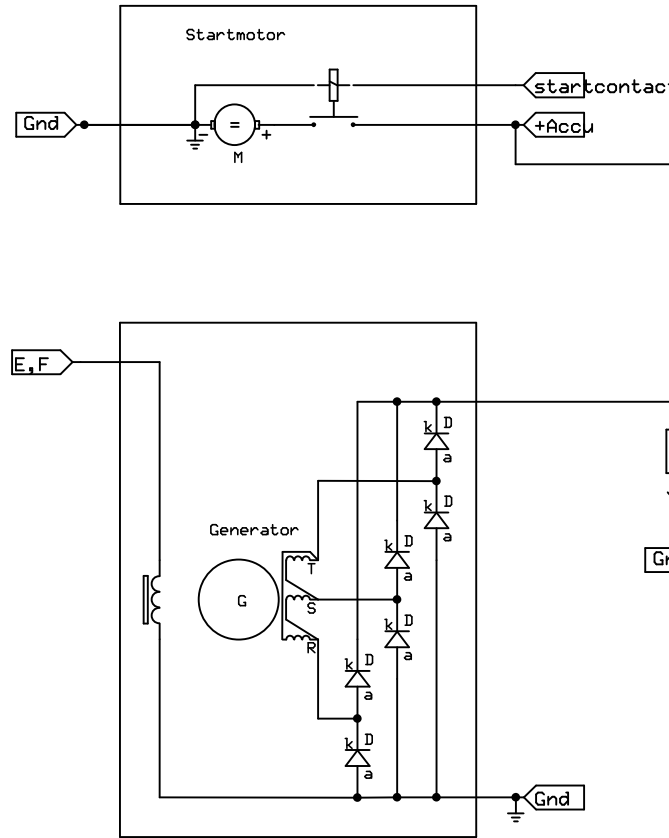 Startmotor
startcontact
Gnd
+Accu
=
- +
M
E,F
k D
a
k D
a
Generator
T
k D
a
G
S
k D
a
R
k D
a
k D
a
Gnd